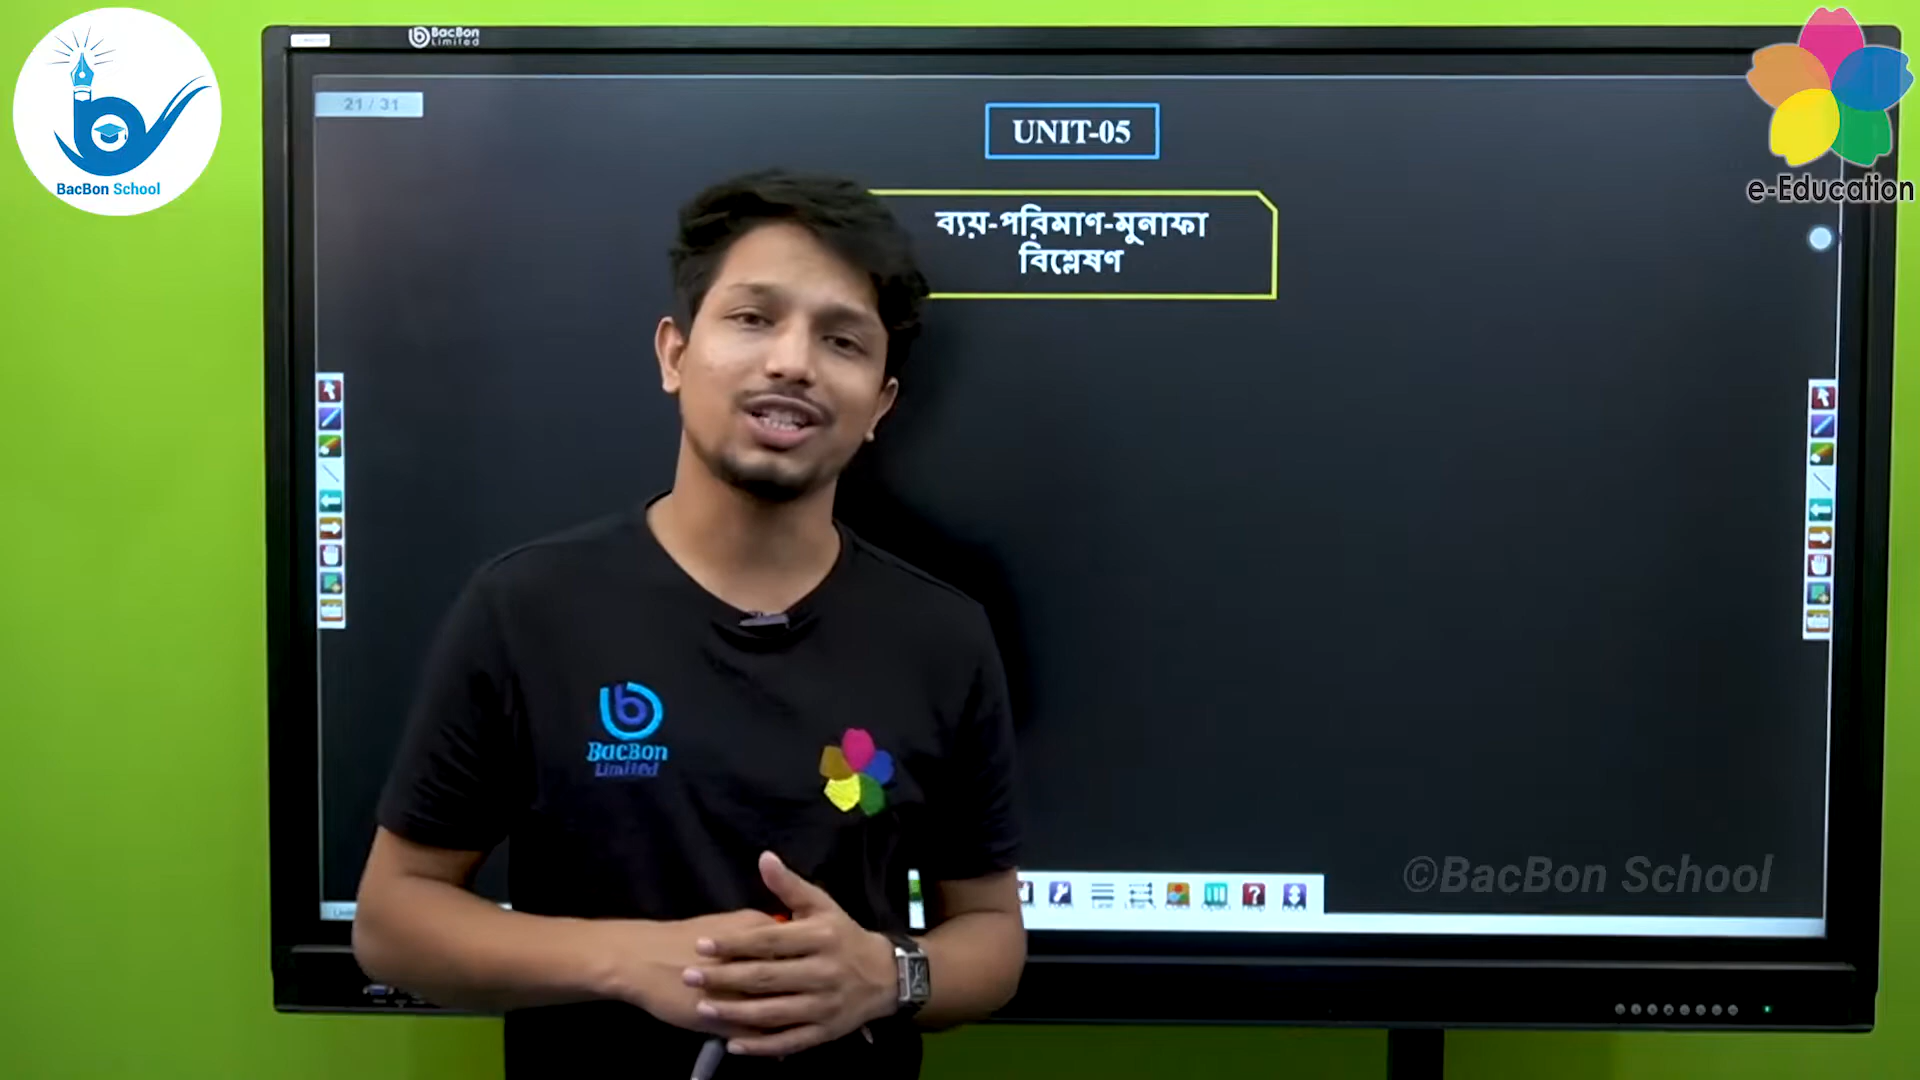 BacBon
Limited
21 / 31
UNIT-05
ব্যয়-পরিমাণ-মুনাফা
বিশ্লেষণ
BacBon School
e-Education
BacBon
Limited
©BacBon School